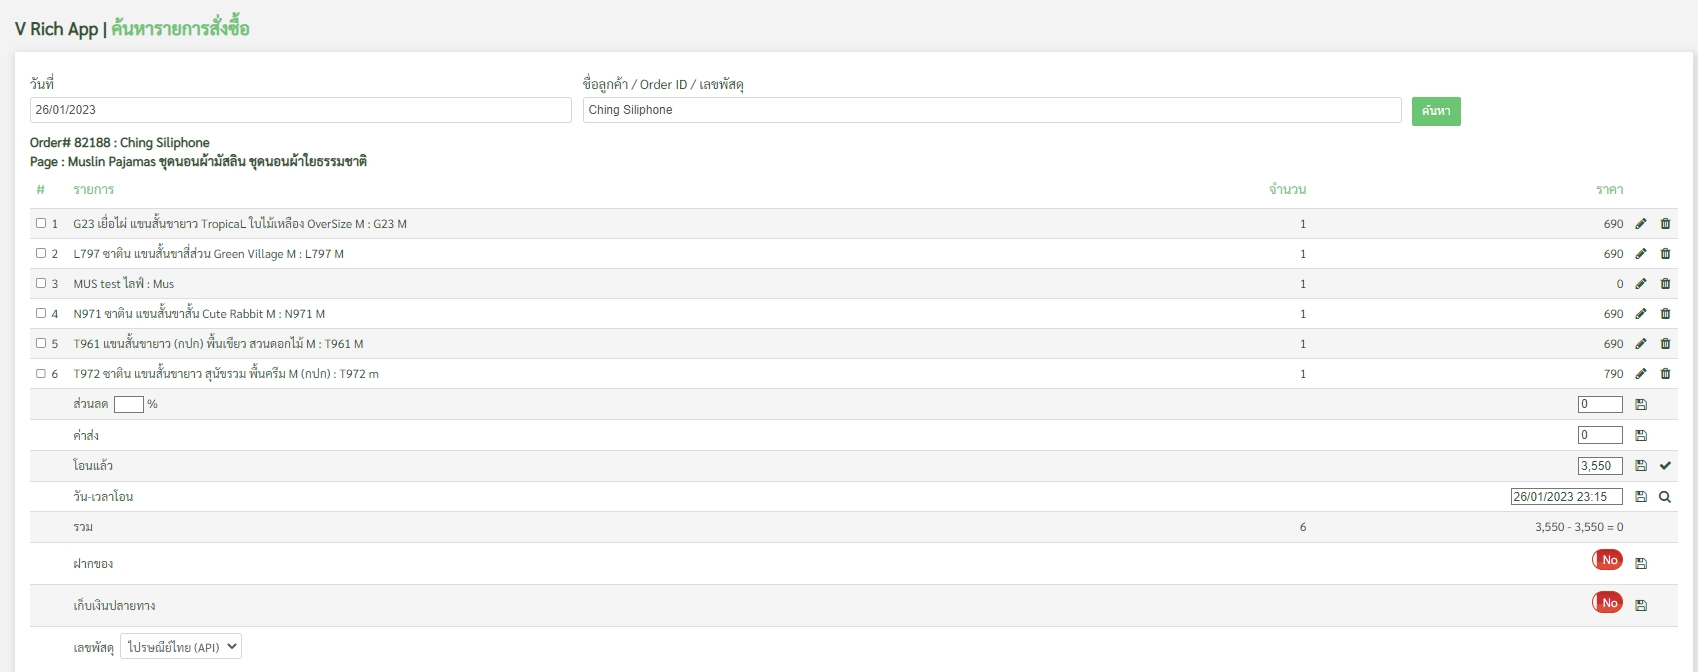 V Rich App | ค้นหารายการสั่งซื้อ
วันที่ ชื่อลูกค้า / Order ID / เลขพัสดุ
26/01/2023 Ching Siliphone ค้นหา
Order# 82188 : Ching Siliphone
Page : Muslin Pajamas ชุดนอนผ้ามัสลิน ชุดนอนผ้าใยธรรมชาติ
# รายการ จำนวน ราคา
1 G23 เยื่อไผ่ แขนสั้นขายาว TropicaL ใบไม้เหลือง OverSize M : G23 M 1 690
2 L797 ซาติน แขนสั้นขาสี่ส่วน Green Village M : L797 M 1 690
3 MUS test ไลฟ์ : Mus 1 0
4 N971 ซาติน แขนสั้นขาสั้น Cute Rabbit M : N971 M 1 690
5 T961 แขนสั้นขายาว (กปก) พื้นเขียว สวนดอกไม้ M : T961 M 1 690
6 T972 ซาติน แขนสั้นขายาว สุนัขรวม พื้นครีม M (กปก) : T972 m 1 790
ส่วนลด % 0
ค่าส่ง 0
โอนแล้ว 3,550
วัน-เวลาโอน 26/01/2023 23:15
รวม 6 3,550 - 3,550 = 0
ฝากของ No
เก็บเงินปลายทาง No
เลขพัสดุ ไปรษณีย์ไทย (API)